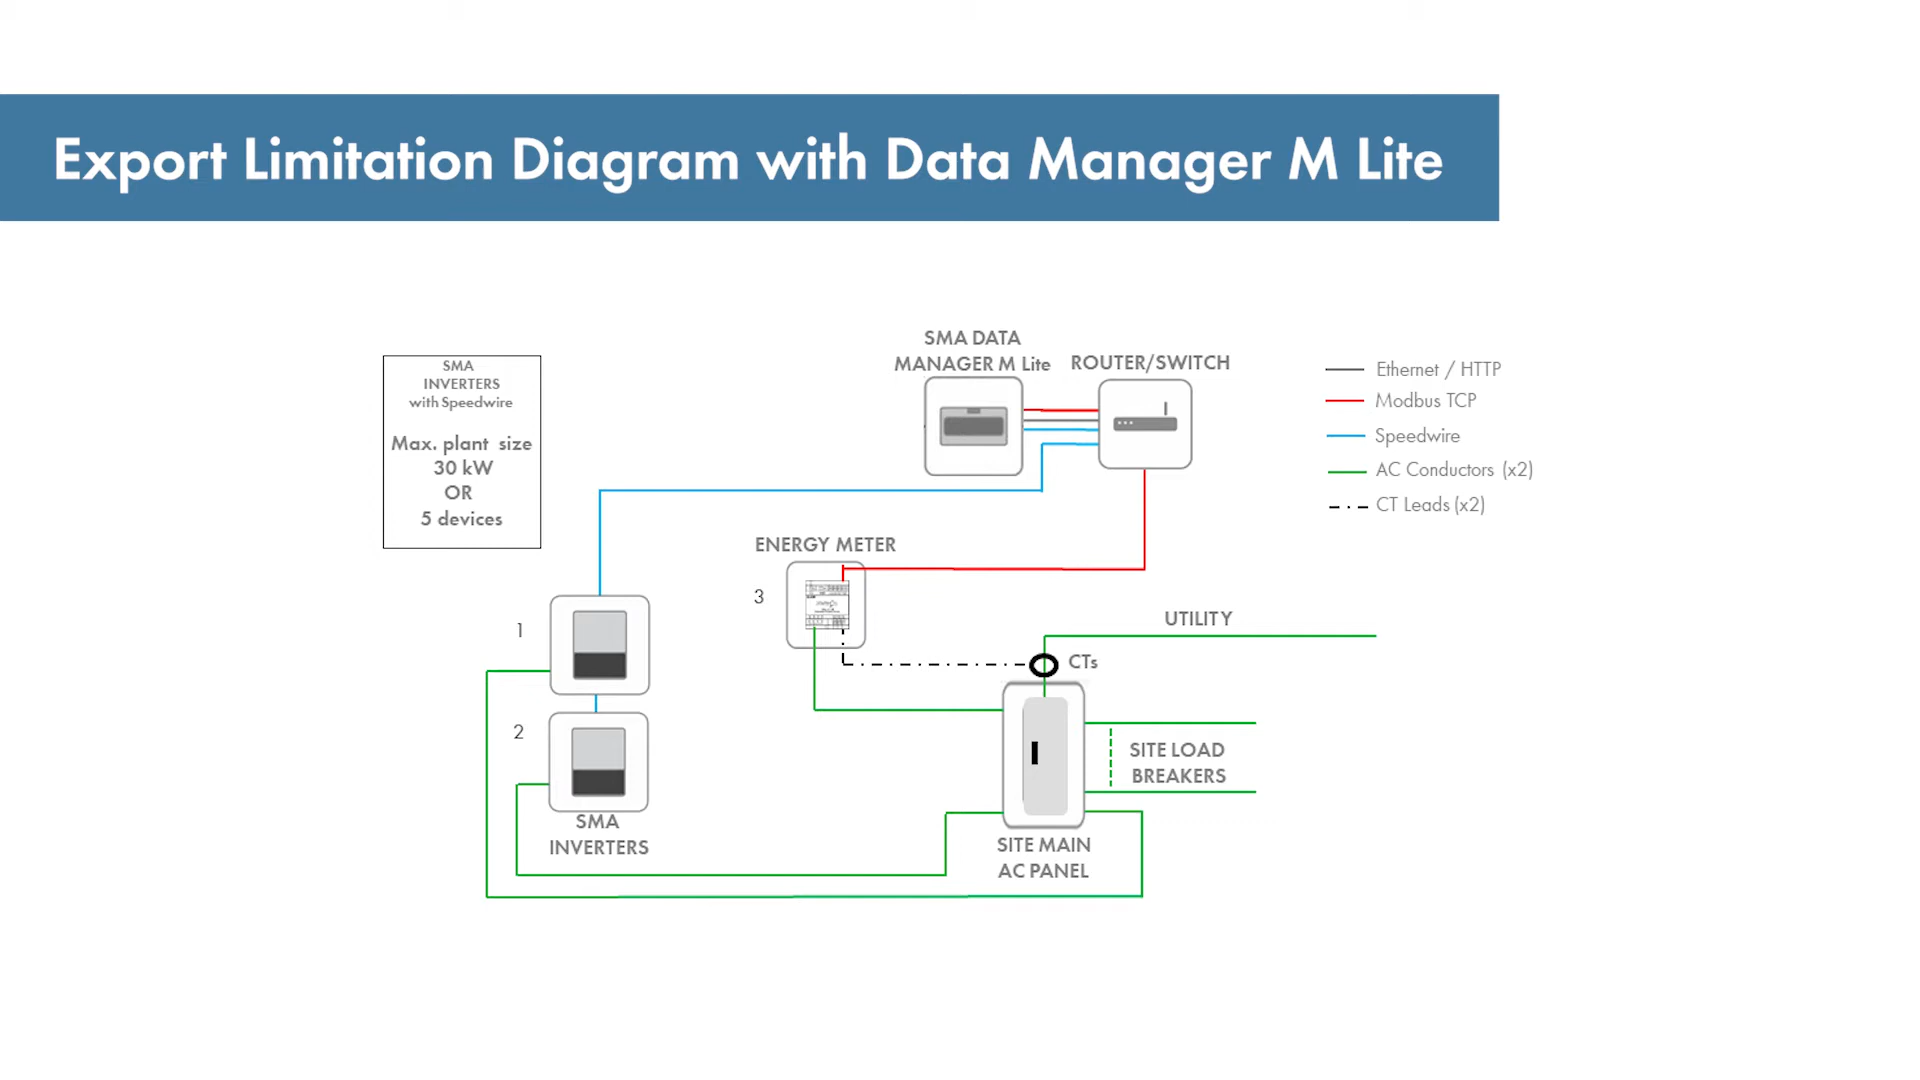 Export Limitation Diagram with Data Manager M Lite
SMA
INVERTERS
with Speedwire
Max. plant size
30 kW
OR
5 devices
SMA DATA
MANAGER M Lite
ROUTER/SWITCH
Ethernet / HTTP
Modbus TCP
Speedwire
AC Conductors (x2)
CT Leads (x2)
ENERGY METER
3
1
2
SMA
INVERTERS
UTILITY
CTs
SITE LOAD
BREAKERS
SITE MAIN
AC PANEL